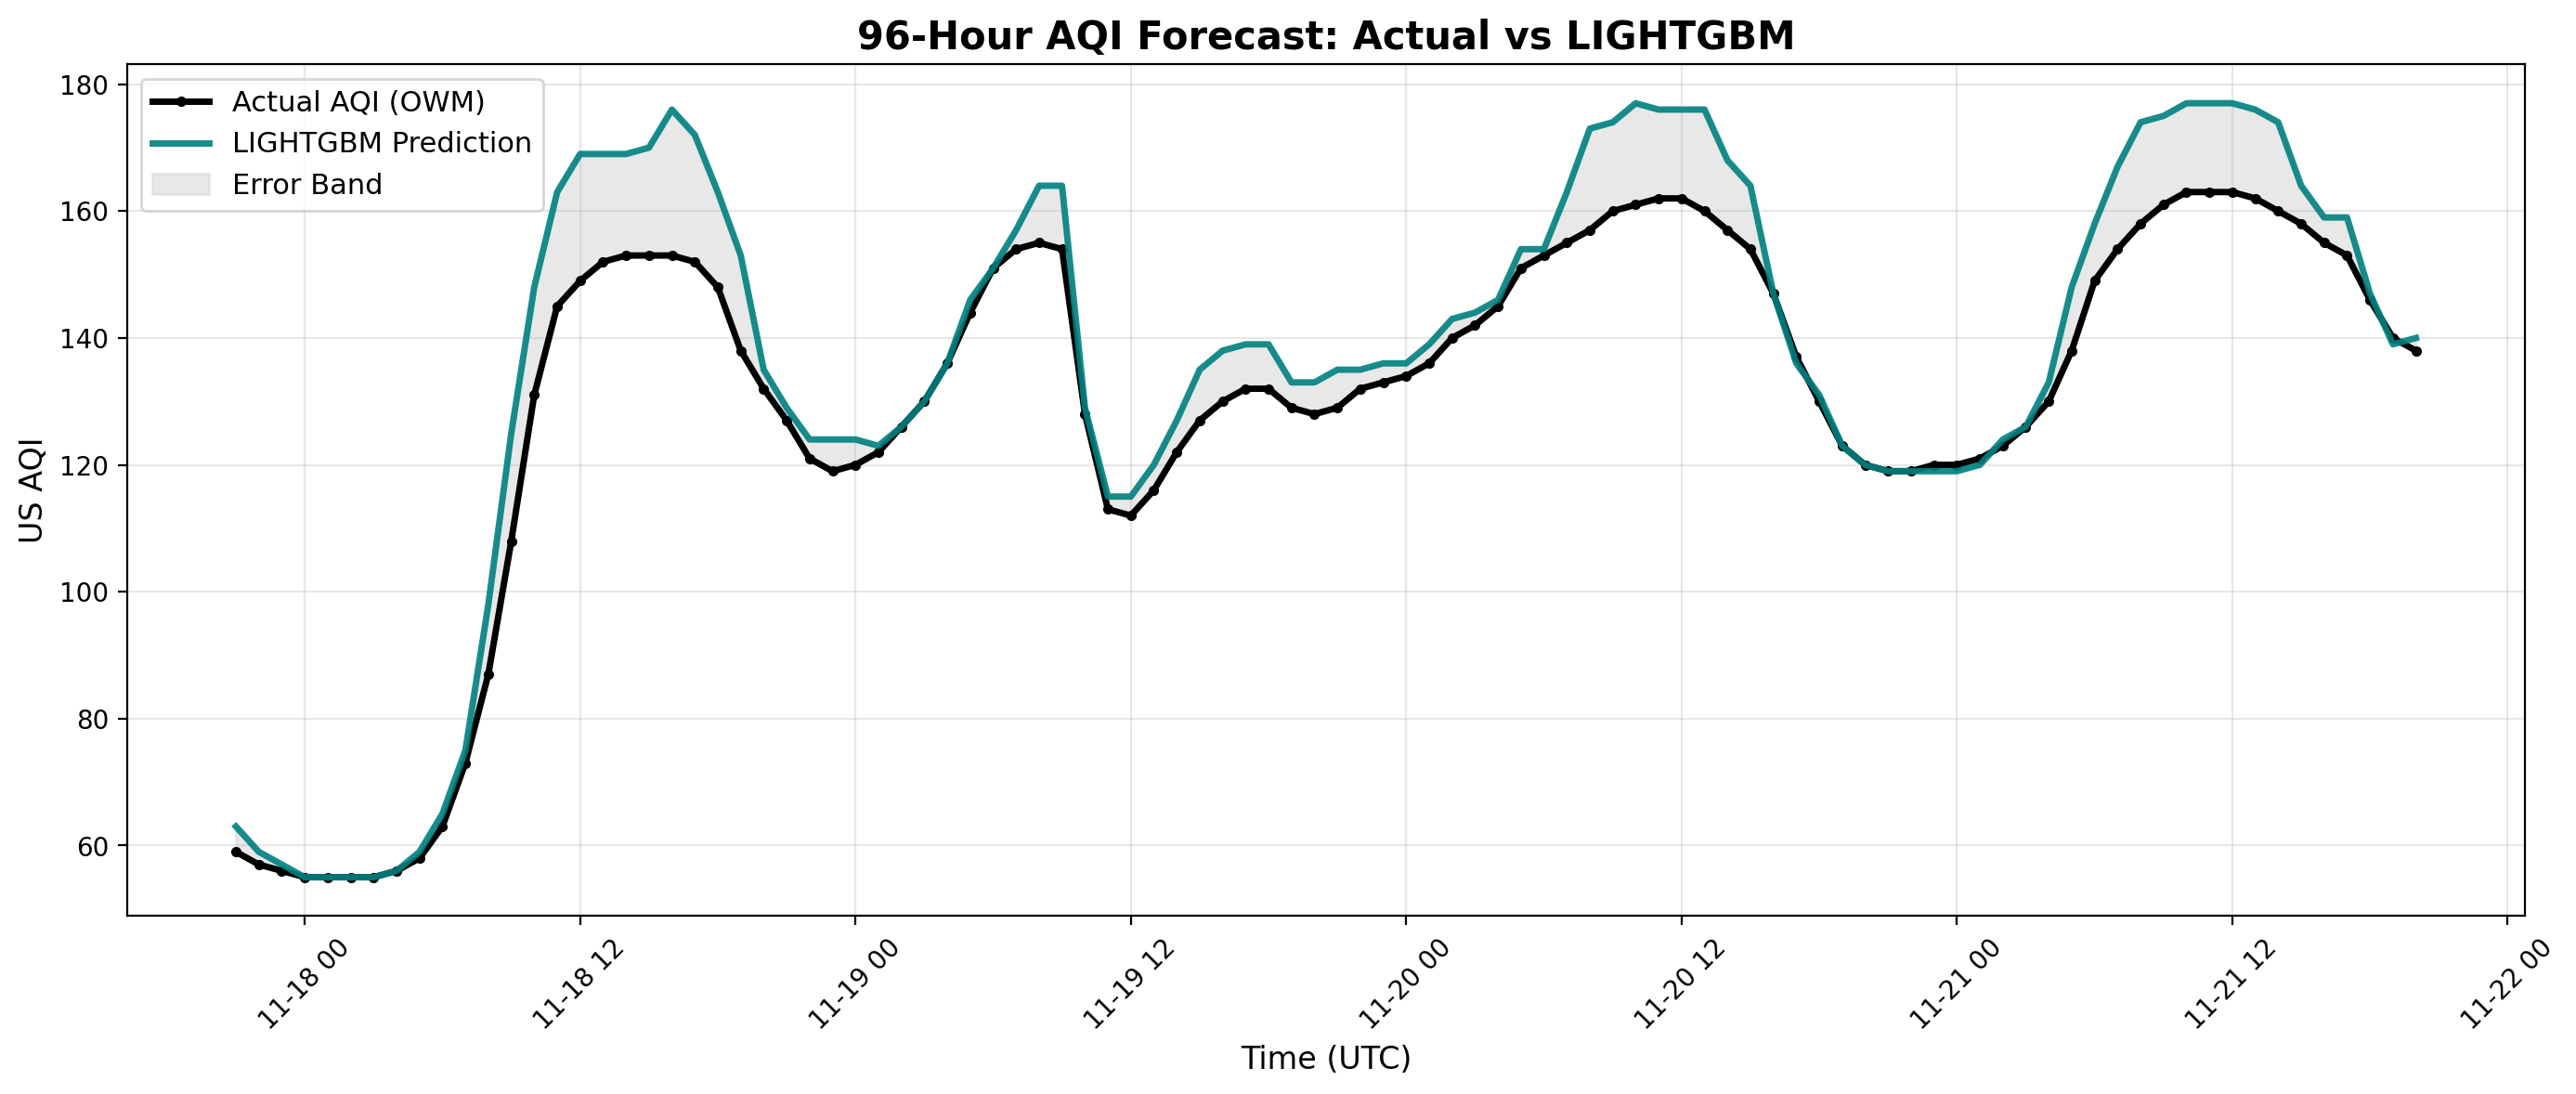 96-Hour AQI Forecast: Actual vs LIGHTGBM
Actual AQI (OWM)
LIGHTGBM Prediction
Error Band
US AQI
180
160
140
120
100
80
60
11-18 00
11-18 12
11-19 00
11-19 12
11-20 00
11-20 12
11-21 00
11-21 12
11-22 00
Time (UTC)